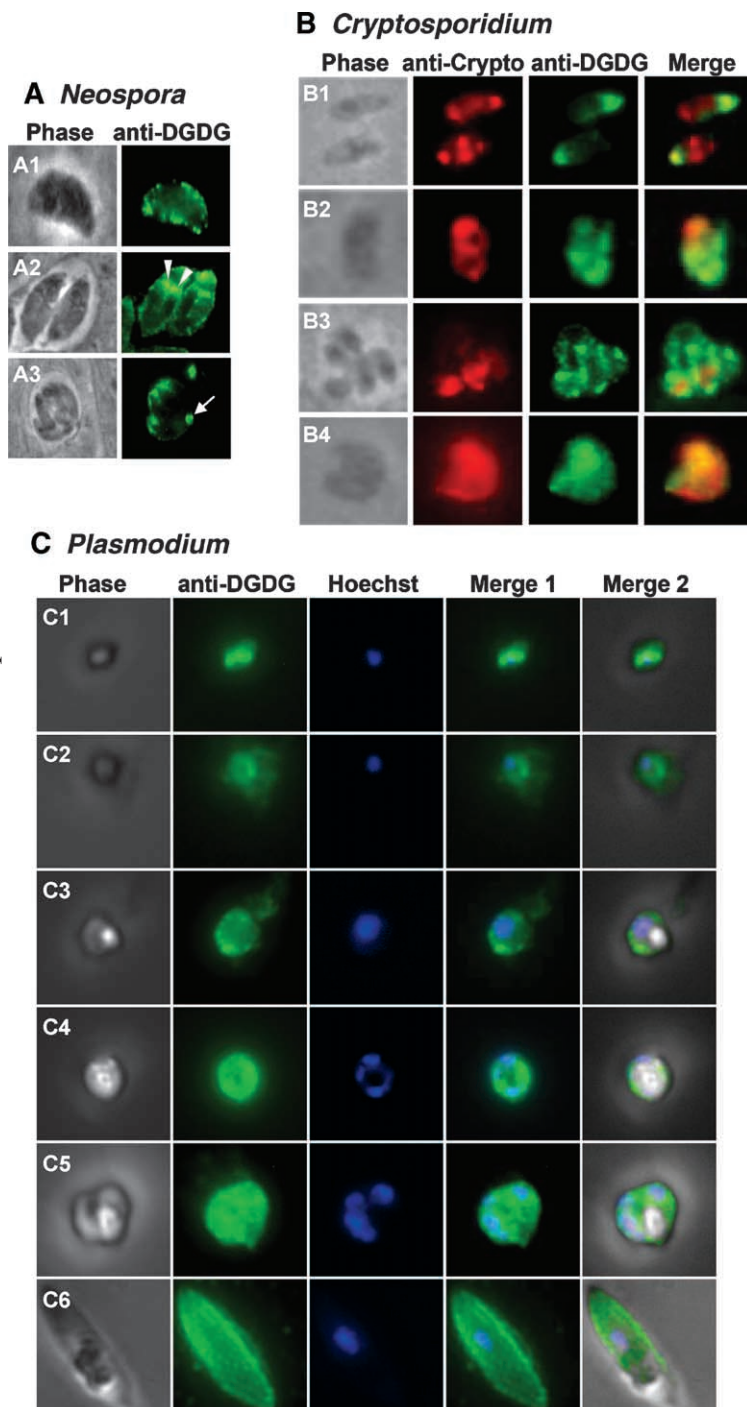 A Neospora
Phase anti-DGDG
A1
A2
A3
B Cryptosporidium
Phase anti-Crypto anti-DGDG Merge
B1
B2
B3
B4
C Plasmodium
Phase anti-DGDG Hoechst Merge 1 Merge 2
C1
C2
C3
C4
C5
C6